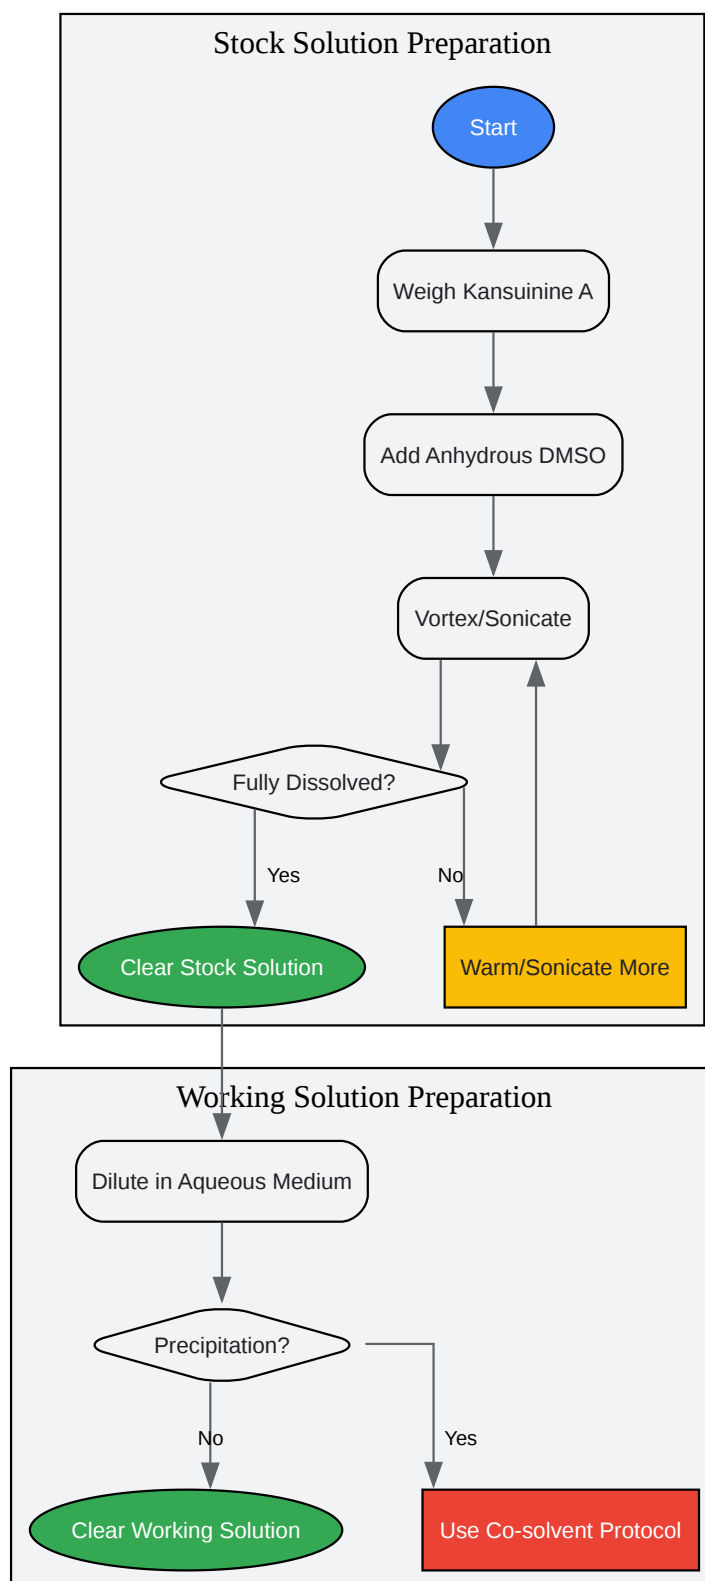 Stock Solution Preparation
Start
Weigh Kansuinine A
Add Anhydrous DMSO
Vortex/Sonicate
Fully Dissolved?
Yes
No
Clear Stock Solution
Warm/Sonicate More
Working Solution Preparation
Dilute in Aqueous Medium
Precipitation?
No
Yes
Clear Working Solution
Use Co-solvent Protocol